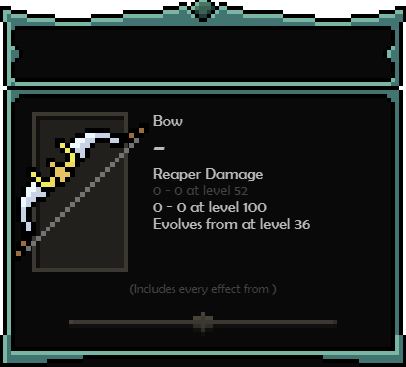 Bow
–
Reaper Damage
0 - 0 at level 52
0 - 0 at level 100
Evolves from at level 36
(Includes every effect from )